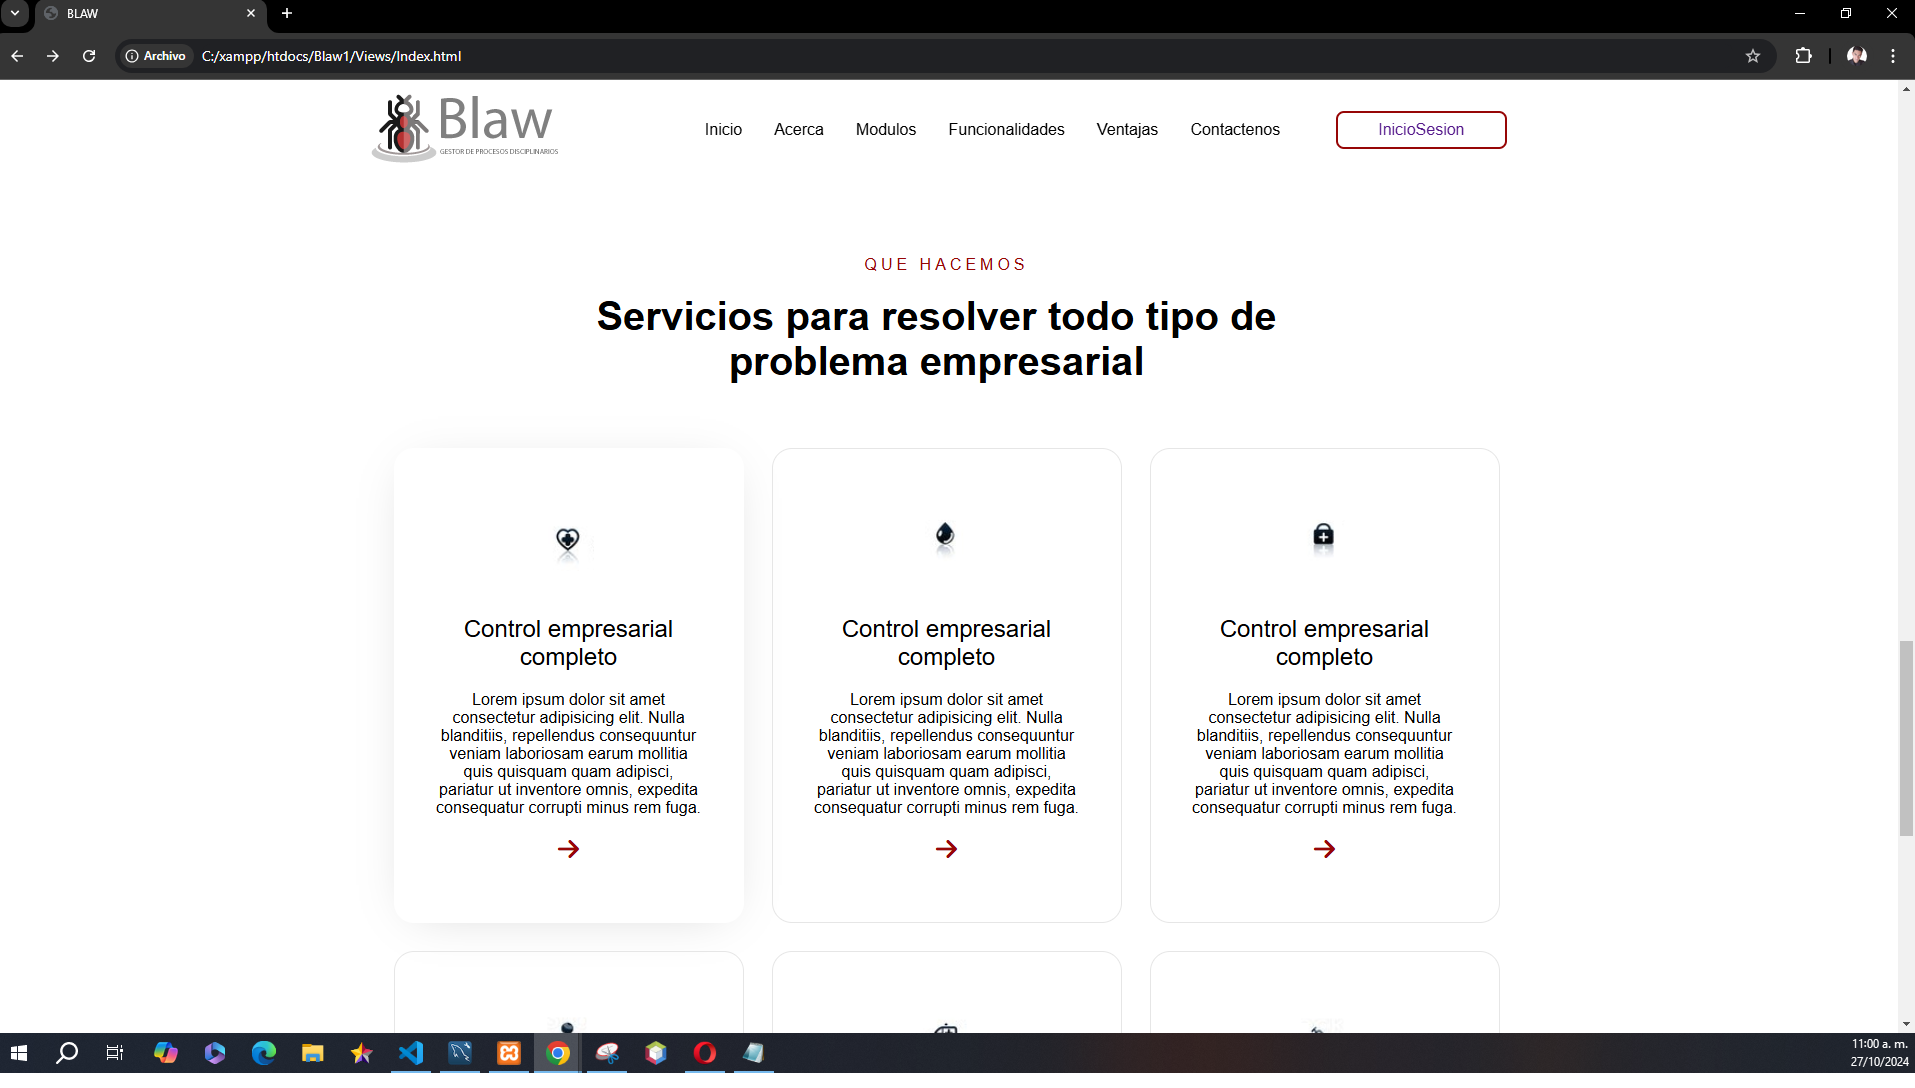 BLAW
Archivo C:/xampp/htdocs/Blaw1/Views/Index.html
Blaw
GESTOR DE PROCESOS DISCIPLINARIOS
Inicio Acerca Modulos Funcionalidades Ventajas Contactenos InicioSesion
QUE HACEMOS
Servicios para resolver todo tipo de
problema empresarial
Control empresarial
completo
Lorem ipsum dolor sit amet
consectetur adipisicing elit. Nulla
blanditiis, repellendus consequuntur
veniam laboriosam earum mollitia
quis quisquam quam adipisci,
pariatur ut inventore omnis, expedita
consequatur corrupti minus rem fuga.
Control empresarial
completo
Lorem ipsum dolor sit amet
consectetur adipisicing elit. Nulla
blanditiis, repellendus consequuntur
veniam laboriosam earum mollitia
quis quisquam quam adipisci,
pariatur ut inventore omnis, expedita
consequatur corrupti minus rem fuga.
Control empresarial
completo
Lorem ipsum dolor sit amet
consectetur adipisicing elit. Nulla
blanditiis, repellendus consequuntur
veniam laboriosam earum mollitia
quis quisquam quam adipisci,
pariatur ut inventore omnis, expedita
consequatur corrupti minus rem fuga.
11:00 a. m.
27/10/2024